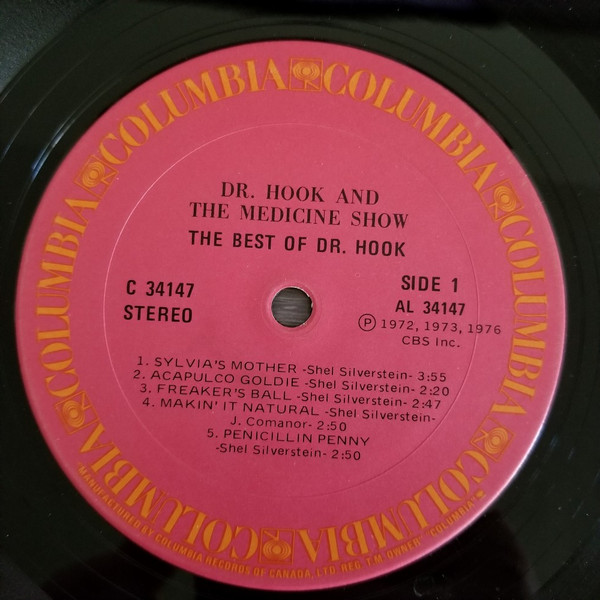 COLUMBIA COLUMBIA COLUMBIA COLUMBIA COLUMBIA COLUMBIA COLUMBIA
DR. HOOK AND
THE MEDICINE SHOW
THE BEST OF DR. HOOK
C 34147
STEREO
SIDE 1
AL 34147
Ⓟ 1972, 1973, 1976
CBS Inc.
1. SYLVIA'S MOTHER -Shel Silverstein- 3:55
2. ACAPULCO GOLDIE -Shel Silverstein- 2:20
3. FREAKER'S BALL -Shel Silverstein- 2:47
4. MAKIN' IT NATURAL -Shel Silverstein-
J. Comanor- 2:50
5. PENICILLIN PENNY
-Shel Silverstein- 2:50
*MANUFACTURED BY COLUMBIA RECORDS OF CANADA, LTD. REG. T.M. OWNER-"COLUMBIA"*